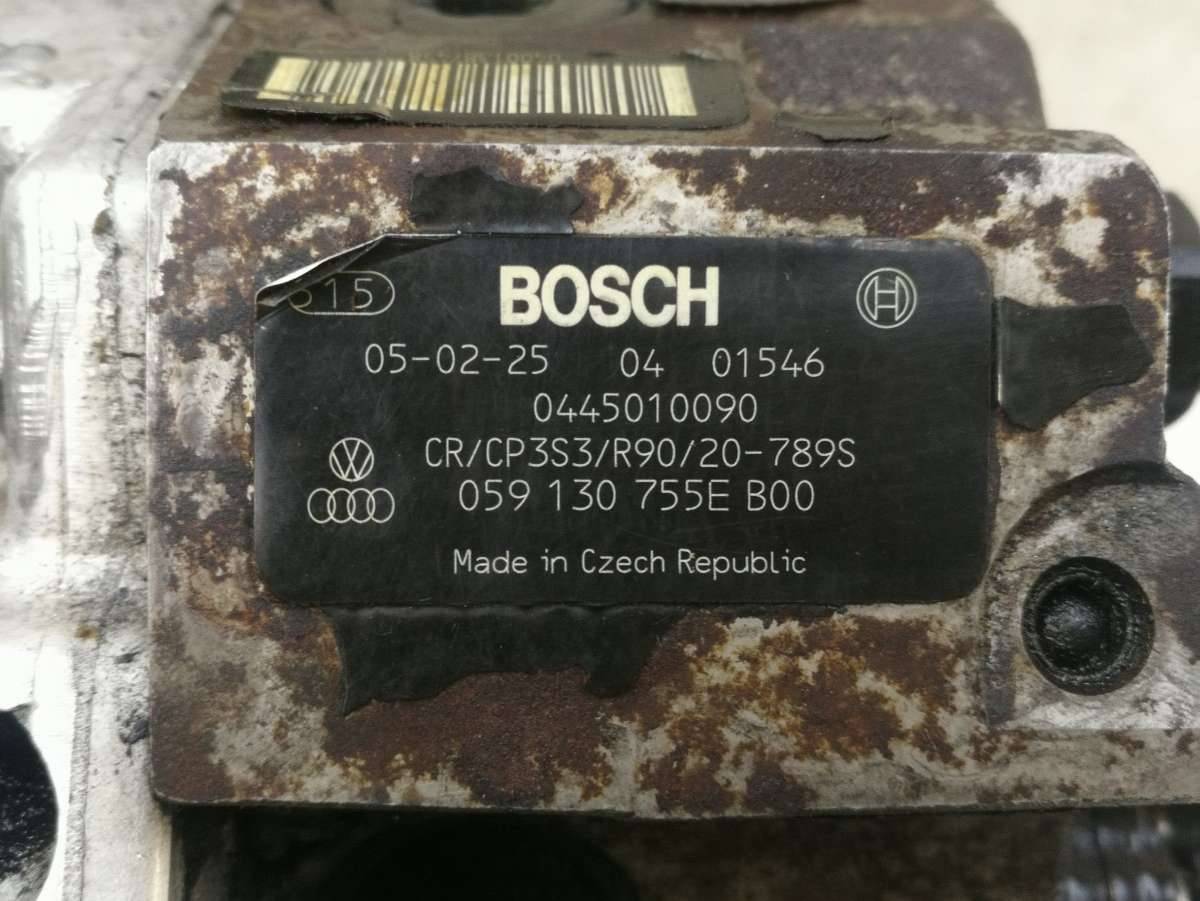 15
BOSCH
05-02-25 04 01546
0445010090
CR/CP3S3/R90/20-789S
059 130 755E B00
Made in Czech Republic